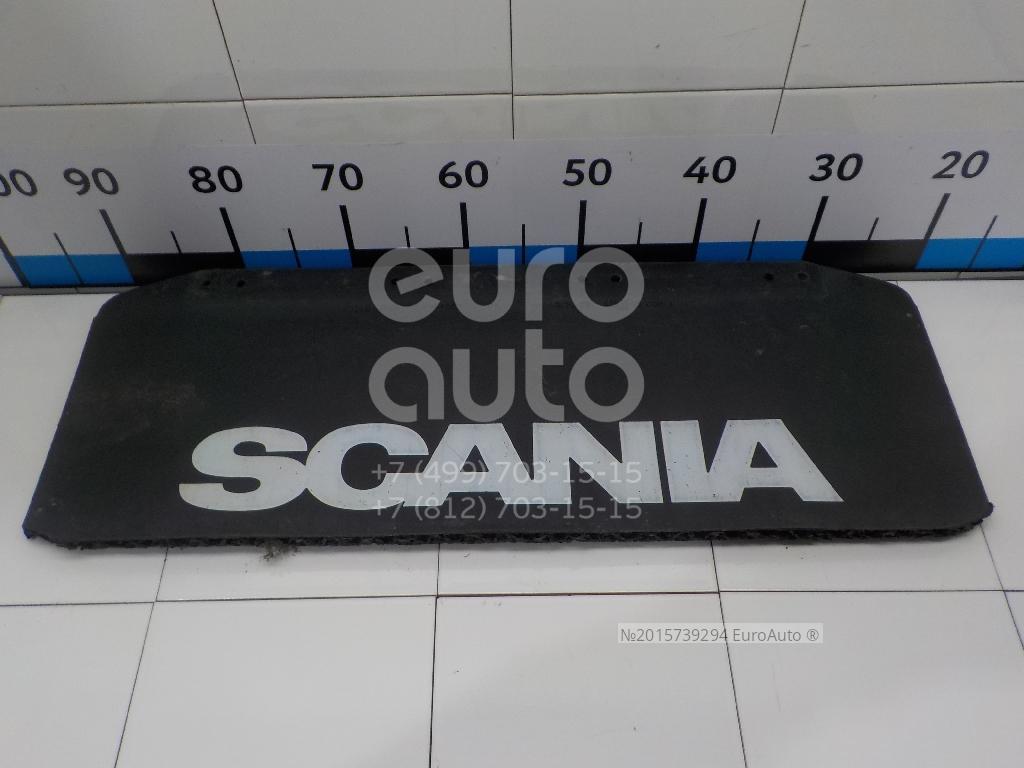 90 80 70 60 50 40 30 20
euro
auto
SCANIA
+7 (499) 703-15-15
+7 (812) 703-15-15
№2015739294 EuroAuto ®